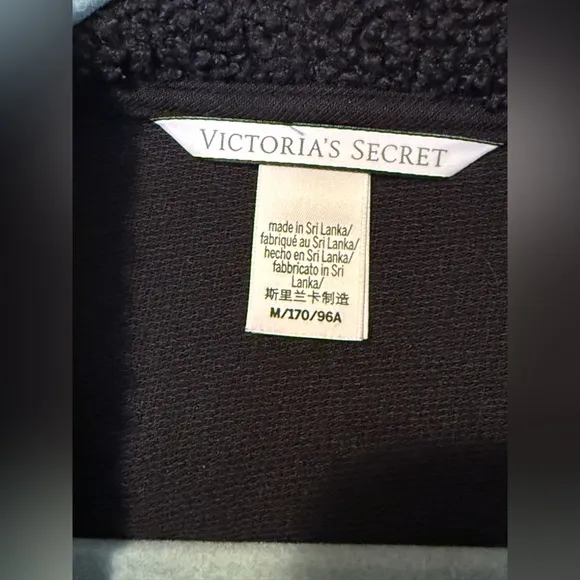 VICTORIA'S SECRET
made in Sri Lanka/
fabriqué au Sri Lanka/
hecho en Sri Lanka/
fabbricato in Sri
Lanka/
斯里兰卡制造
M/170/96A